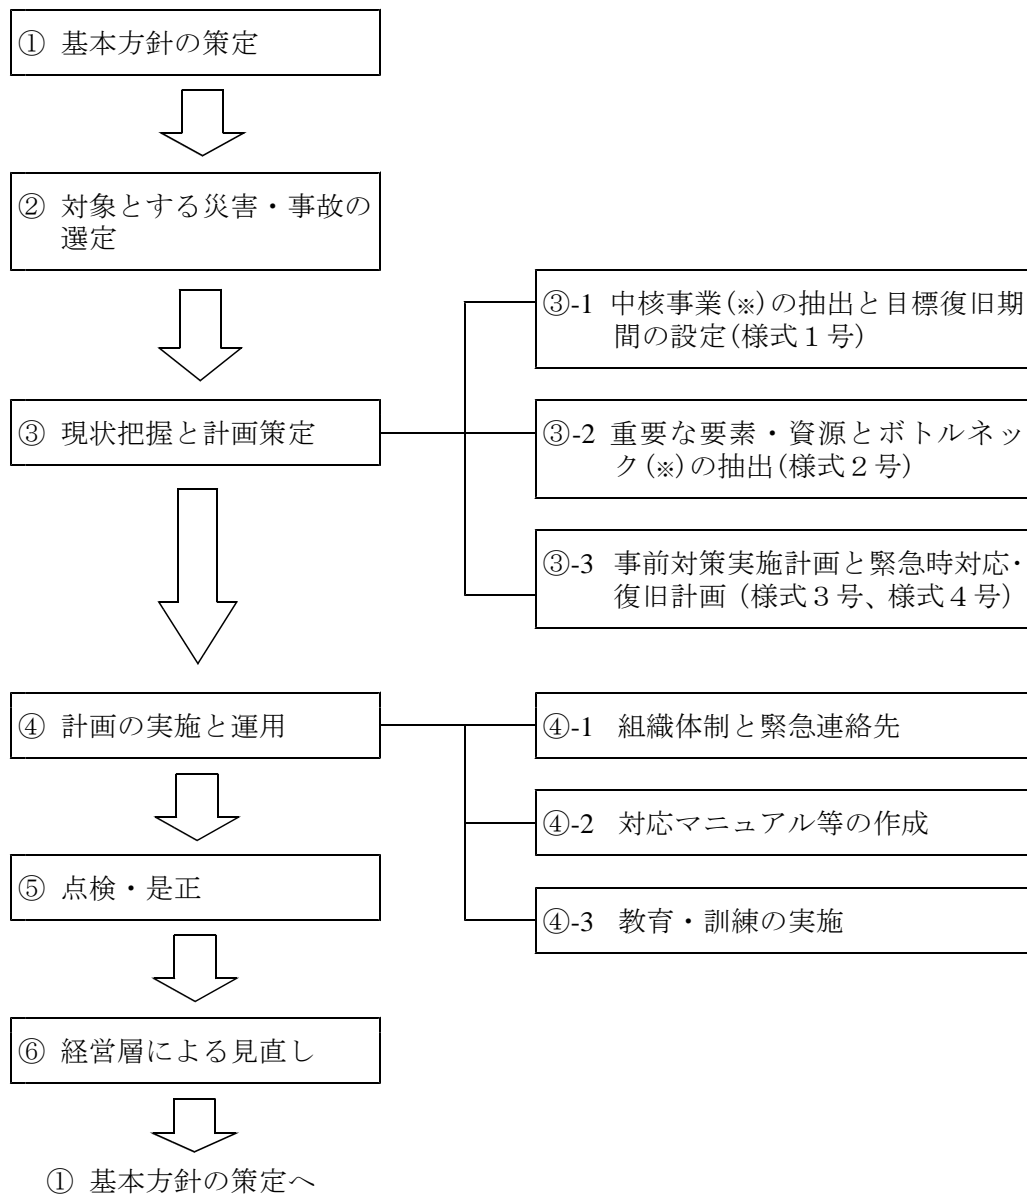 ① 基本方針の策定
② 対象とする災害・事故の
選定
③ 現状把握と計画策定
③-1 中核事業(※)の抽出と目標復旧期
間の設定(様式1号)
③-2 重要な要素・資源とボトルネッ
ク(※)の抽出(様式2号)
③-3 事前対策実施計画と緊急時対応・
復旧計画(様式3号、様式4号)
④ 計画の実施と運用
④-1 組織体制と緊急連絡先
④-2 対応マニュアル等の作成
④-3 教育・訓練の実施
⑤ 点検・是正
⑥ 経営層による見直し
① 基本方針の策定へ